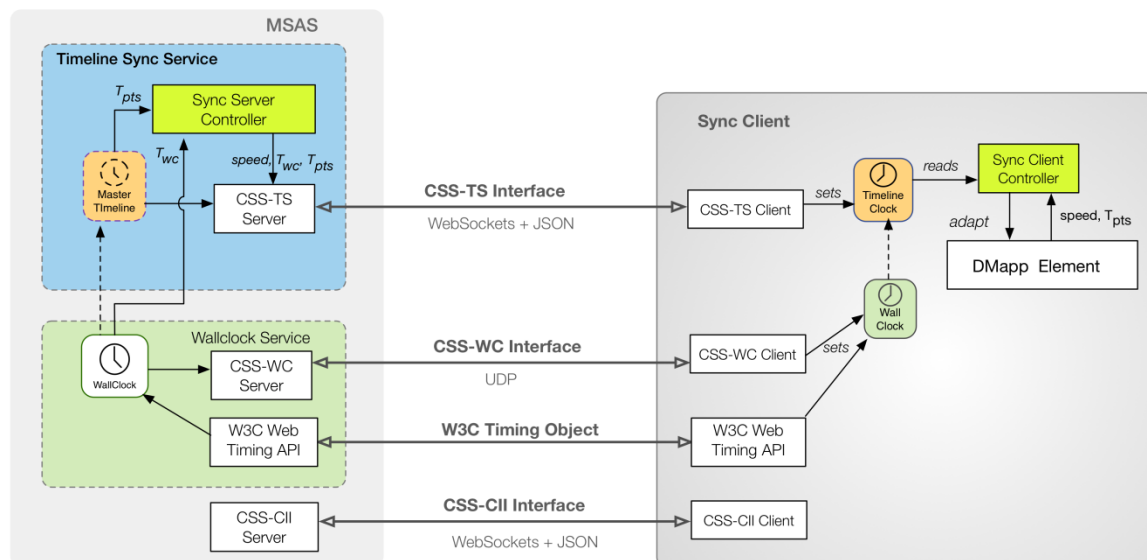 MSAS
Timeline Sync Service
Tpts
Sync Server
Controller
Twc
speed, Twc, Tpts
Master
TImeline
CSS-TS
Server
CSS-TS Interface
WebSockets + JSON
Wallclock Service
WallClock
CSS-WC
Server
CSS-WC Interface
UDP
W3C Web
Timing API
W3C Timing Object
CSS-CII
Server
CSS-CII Interface
WebSockets + JSON
Sync Client
CSS-TS Client
sets
Timeline
Clock
reads
Sync Client
Controller
adapt
speed, Tpts
DMapp Element
Wall
Clock
CSS-WC Client
sets
W3C Web
Timing API
CSS-CII Client